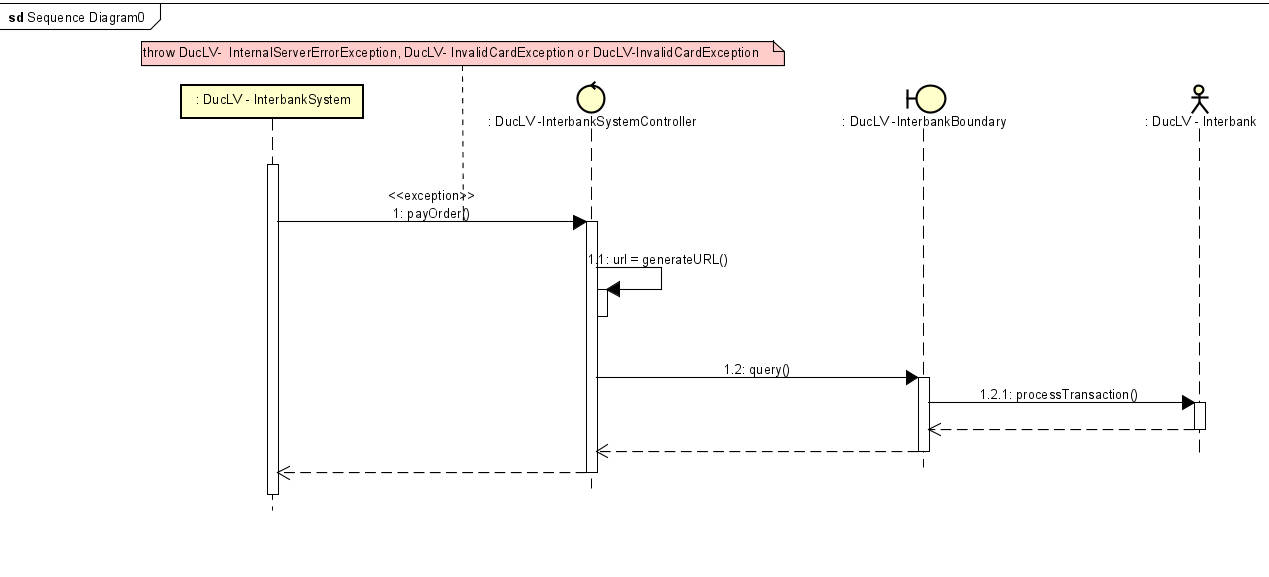 sd Sequence Diagram0
throw DucLV-  InternalServerErrorException, DucLV- InvalidCardException or DucLV-InvalidCardException
: DucLV - InterbankSystem
: DucLV-InterbankSystemController
: DucLV-InterbankBoundary
: DucLV - Interbank
<<exception>>
1: payOrder()
1.1: url = generateURL()
1.2: query()
1.2.1: processTransaction()